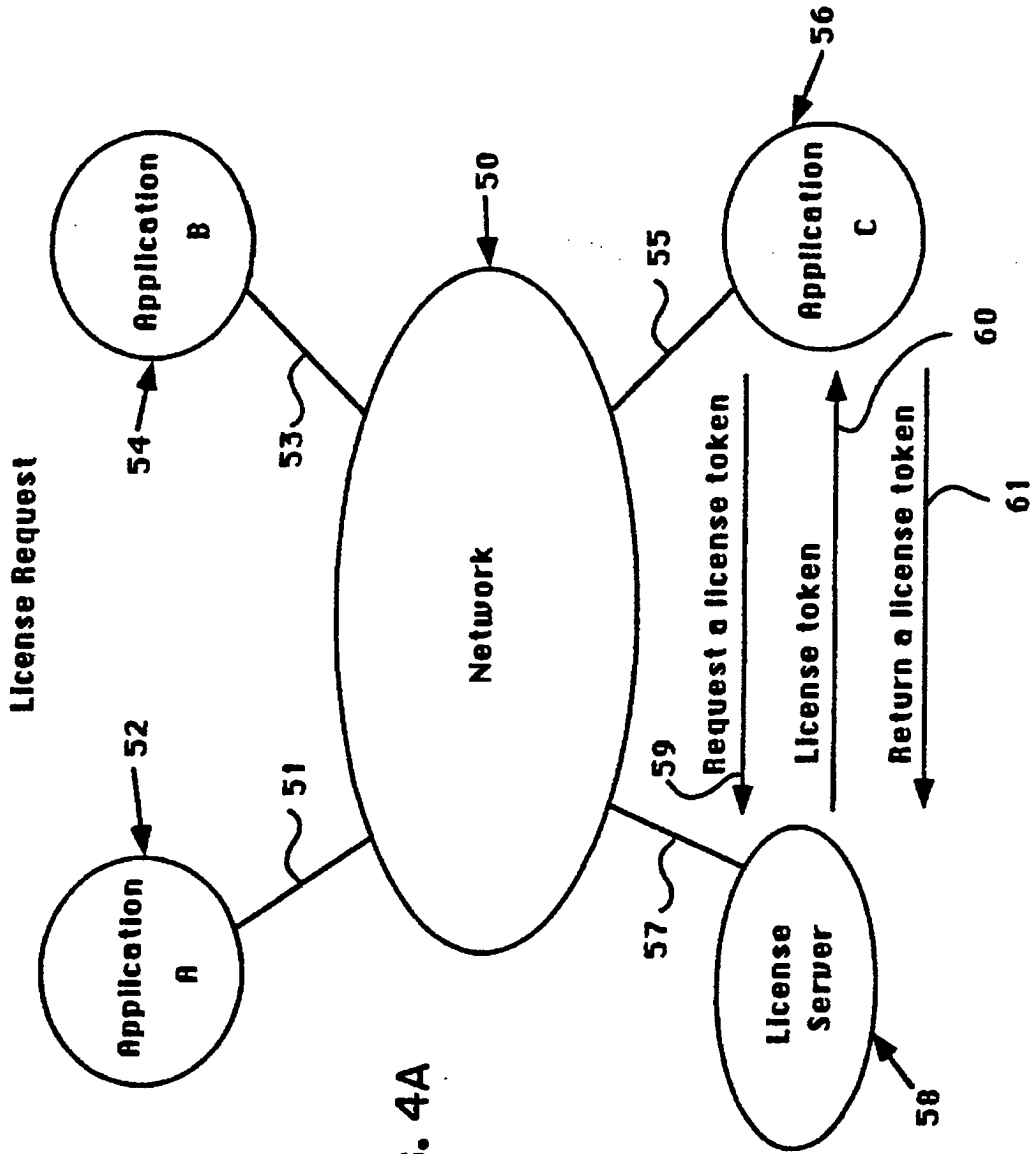 License Request
52
Application
A
51
54
Application
B
53
Network
50
57
License
Server
58
55
Application
C
56
59
Request a license token
License token
60
Return a license token
61
. 4A